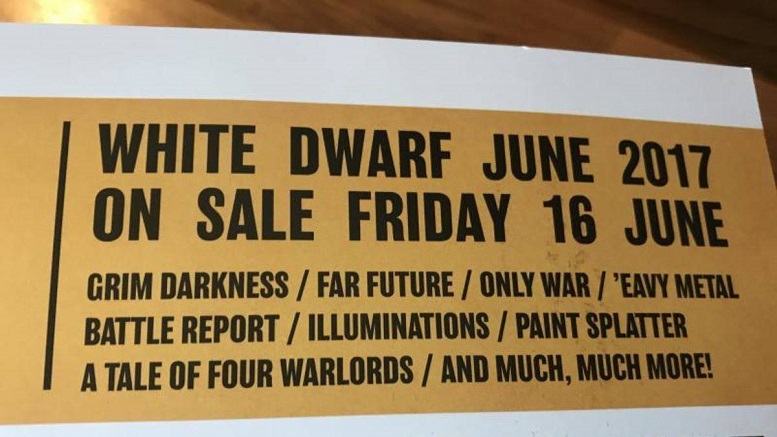 WHITE DWARF JUNE 2017
ON SALE FRIDAY 16 JUNE
GRIM DARKNESS / FAR FUTURE / ONLY WAR / 'EAVY METAL
BATTLE REPORT / ILLUMINATIONS / PAINT SPLATTER
A TALE OF FOUR WARLORDS / AND MUCH, MUCH MORE!